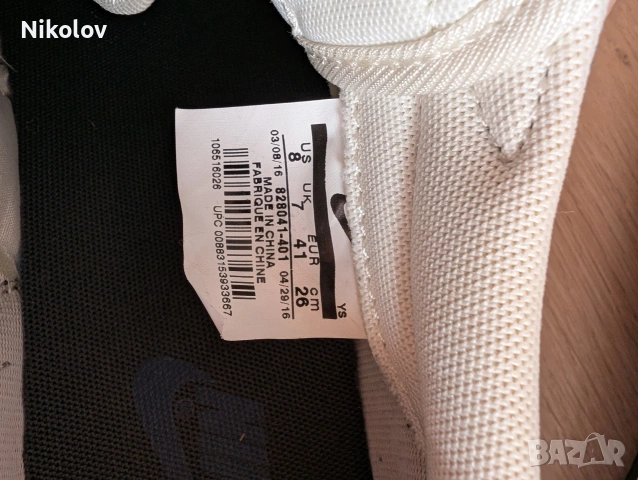 Nikolov
YS
US UK EUR cm
8 7 41 26
03/08/16 828041-401 04/29/16
MADE IN CHINA
FABRIQUE EN CHINE
106516026 UPC 00883153933667
BAZAR